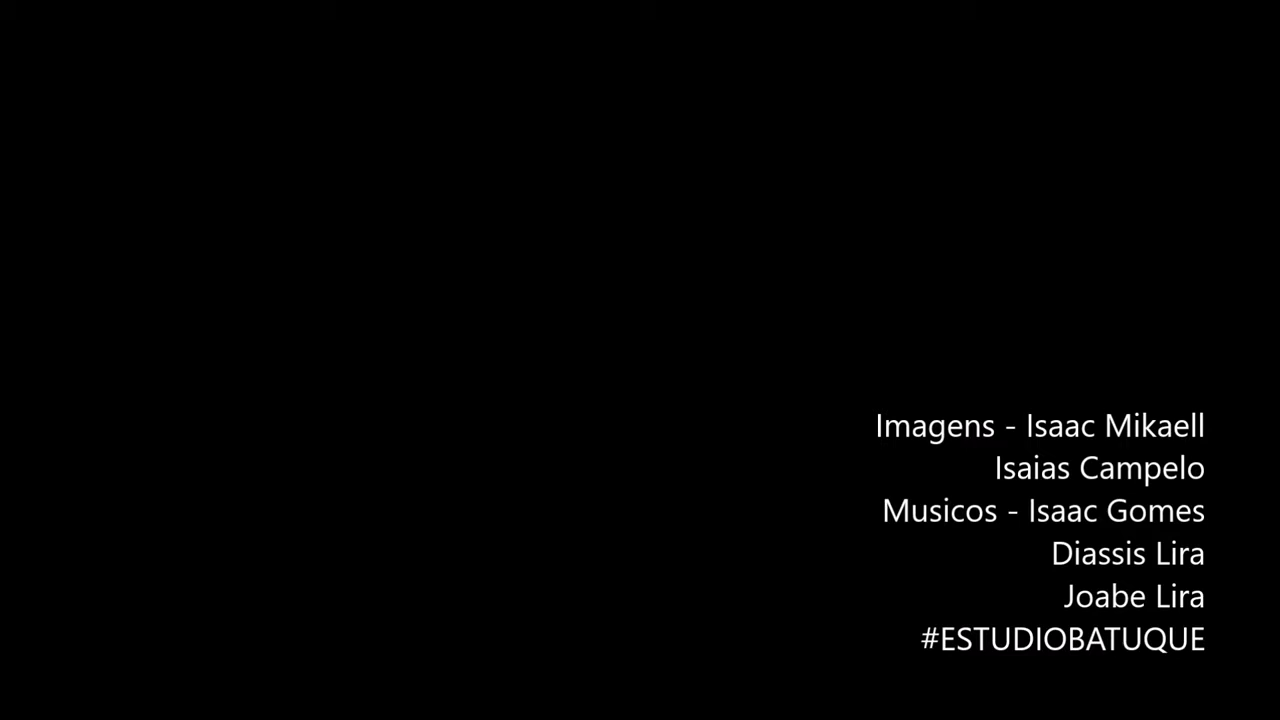 Imagens - Isaac Mikaell
Isaias Campelo
Musicos - Isaac Gomes
Diassis Lira
Joabe Lira
#ESTUDIOBATUQUE